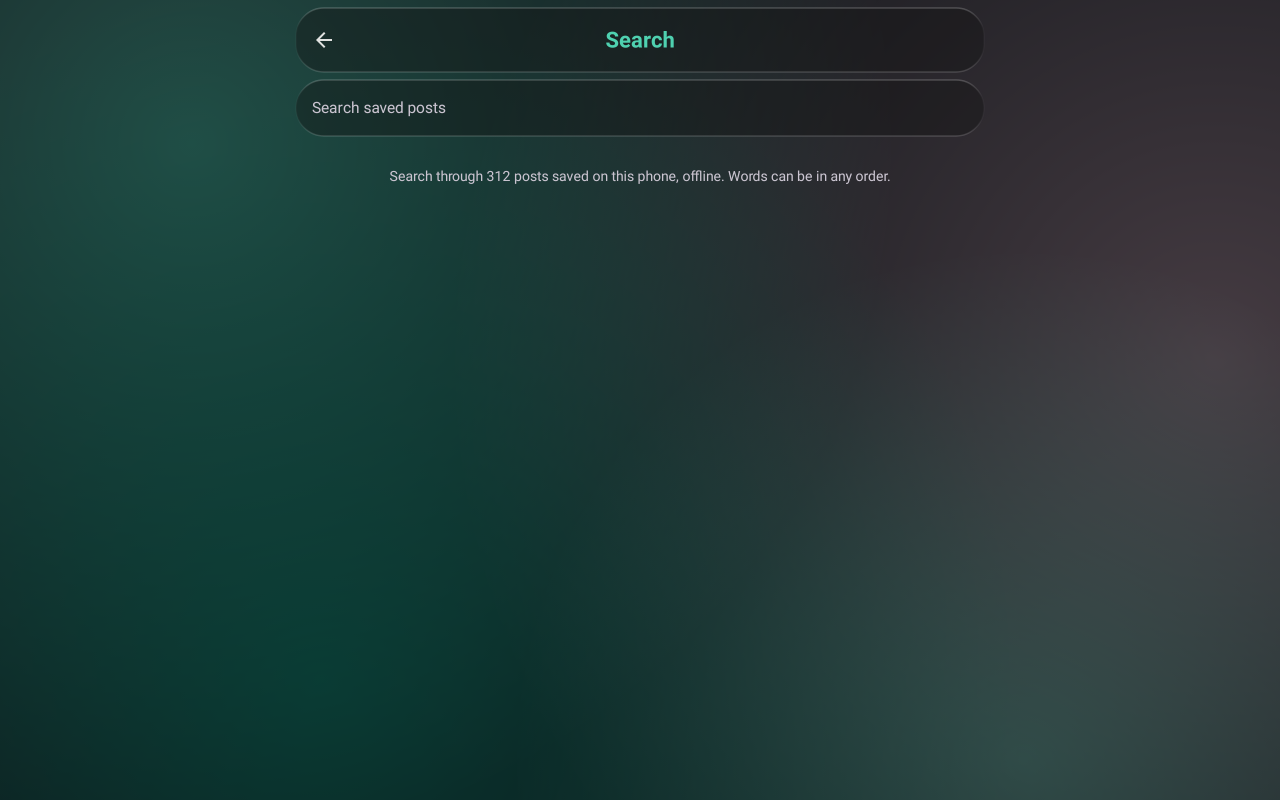 Search
Search saved posts
Search through 312 posts saved on this phone, offline. Words can be in any order.